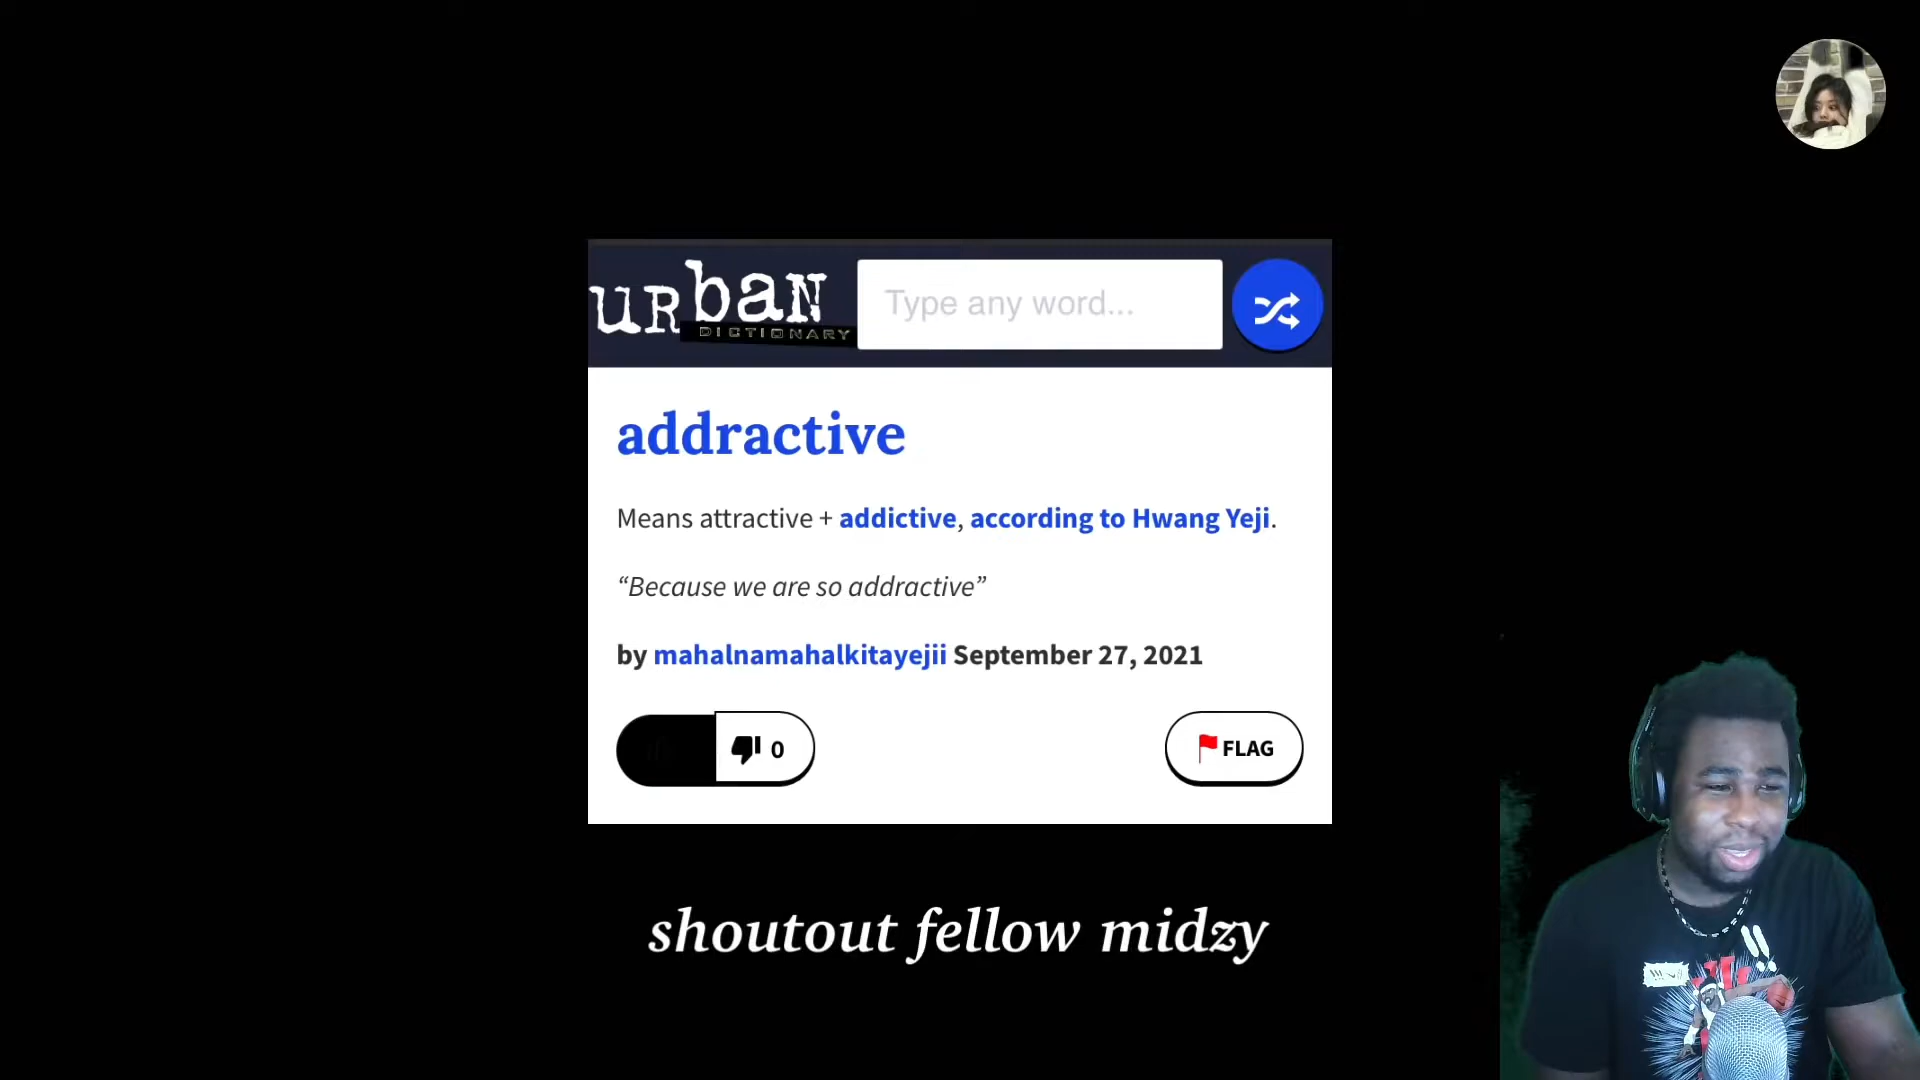 urban
DICTIONARY
Type any word...
addractive
Means attractive + addictive, according to Hwang Yeji.
“Because we are so addractive”
by mahalnamahalkitayejii September 27, 2021
0
FLAG
shoutout fellow midzy